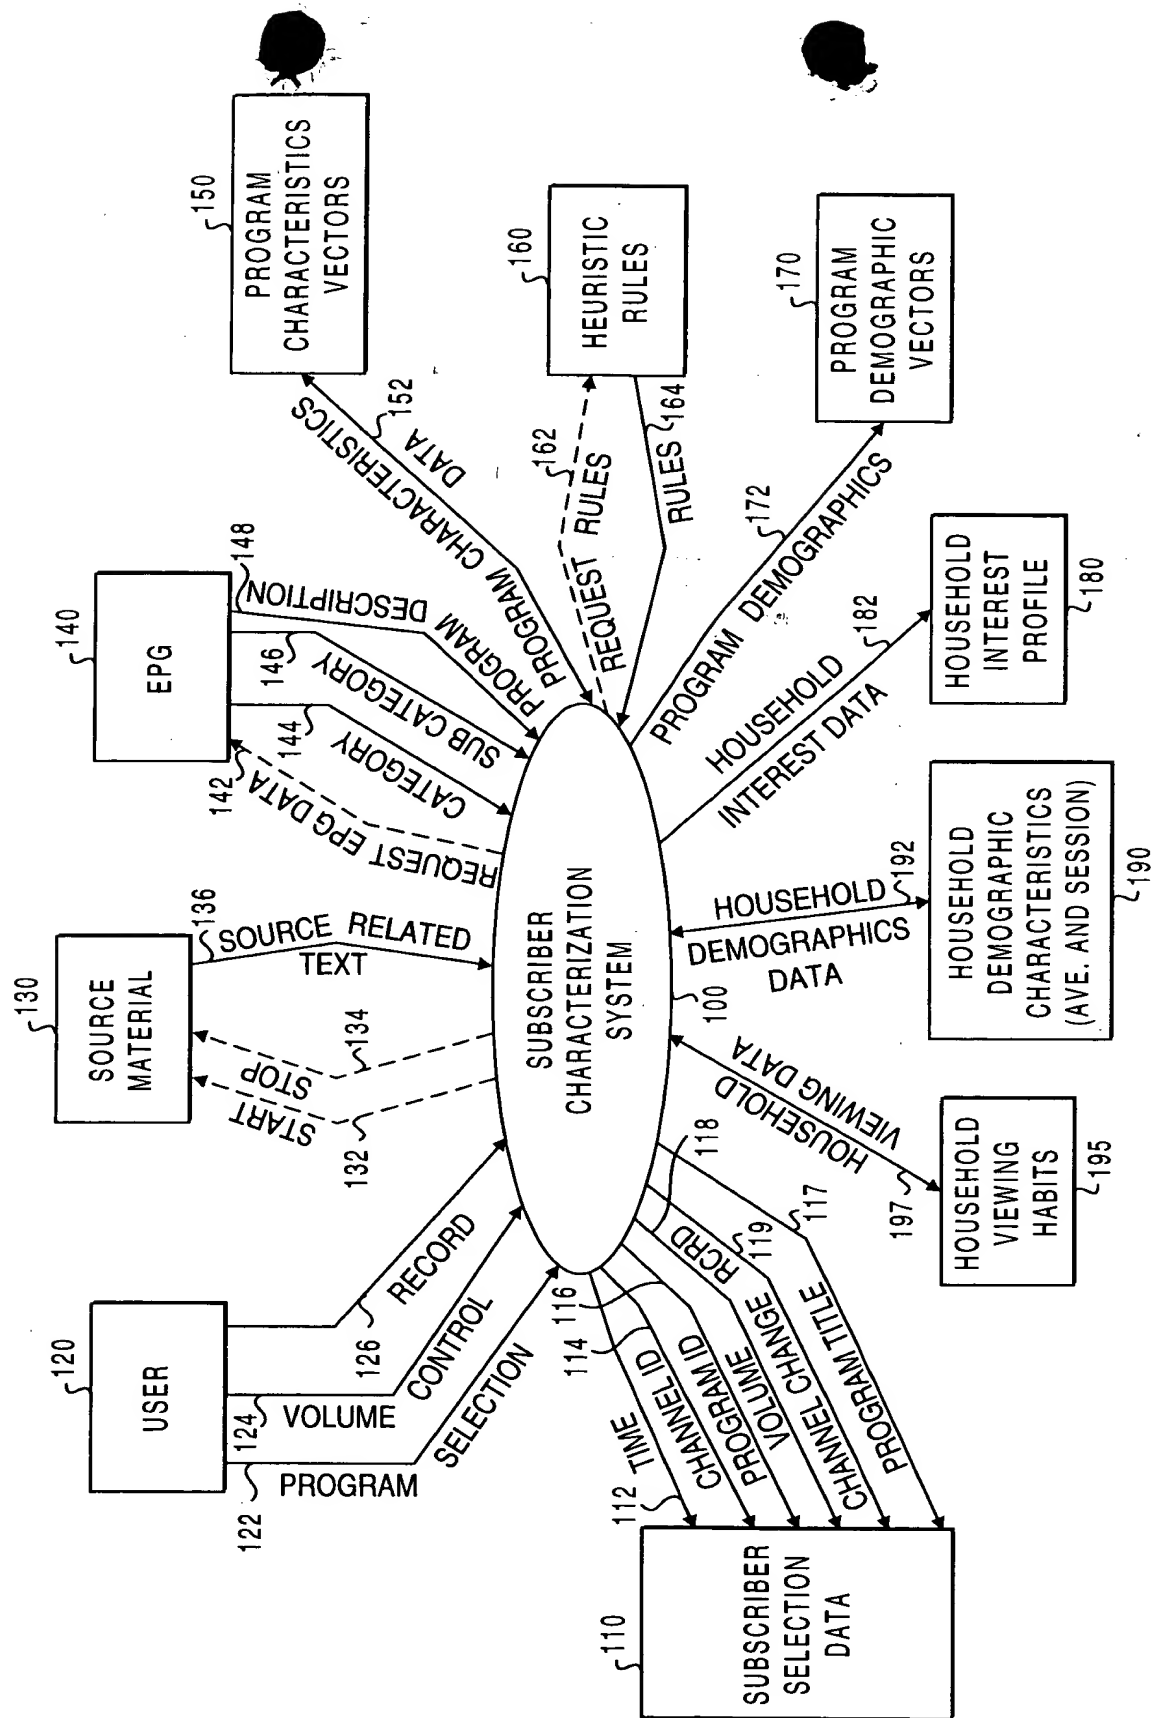 120
USER
122
PROGRAM
SELECTION
124
VOLUME
CONTROL
126
RECORD
130
SOURCE
MATERIAL
132
START
134
STOP
136
SOURCE RELATED
TEXT
140
EPG
142
REQUEST EPG DATA
144
CATEGORY
146
SUB CATEGORY
148
PROGRAM DESCRIPTION
150
PROGRAM
CHARACTERISTICS
VECTORS
152
PROGRAM CHARACTERISTICS
DATA
160
HEURISTIC
RULES
162
REQUEST RULES
164
RULES
170
PROGRAM
DEMOGRAPHIC
VECTORS
172
PROGRAM DEMOGRAPHICS
SUBSCRIBER
CHARACTERIZATION
SYSTEM
100
110
SUBSCRIBER
SELECTION
DATA
112
TIME
114
CHANNEL ID
116
PROGRAM ID
118
VOLUME
RCRD
119
CHANNEL CHANGE
117
PROGRAM TITLE
HOUSEHOLD
VIEWING DATA
197
HOUSEHOLD
VIEWING
HABITS
195
HOUSEHOLD
192
DEMOGRAPHICS
DATA
HOUSEHOLD
DEMOGRAPHIC
CHARACTERISTICS
(AVE. AND SESSION)
190
HOUSEHOLD
182
INTEREST DATA
HOUSEHOLD
INTEREST
PROFILE
180